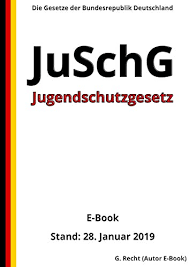 Die Gesetze der Bundesrepublik Deutschland
JuSchG
Jugendschutzgesetz
E-Book
Stand: 28. Januar 2019
G. Recht (Autor E-Book)